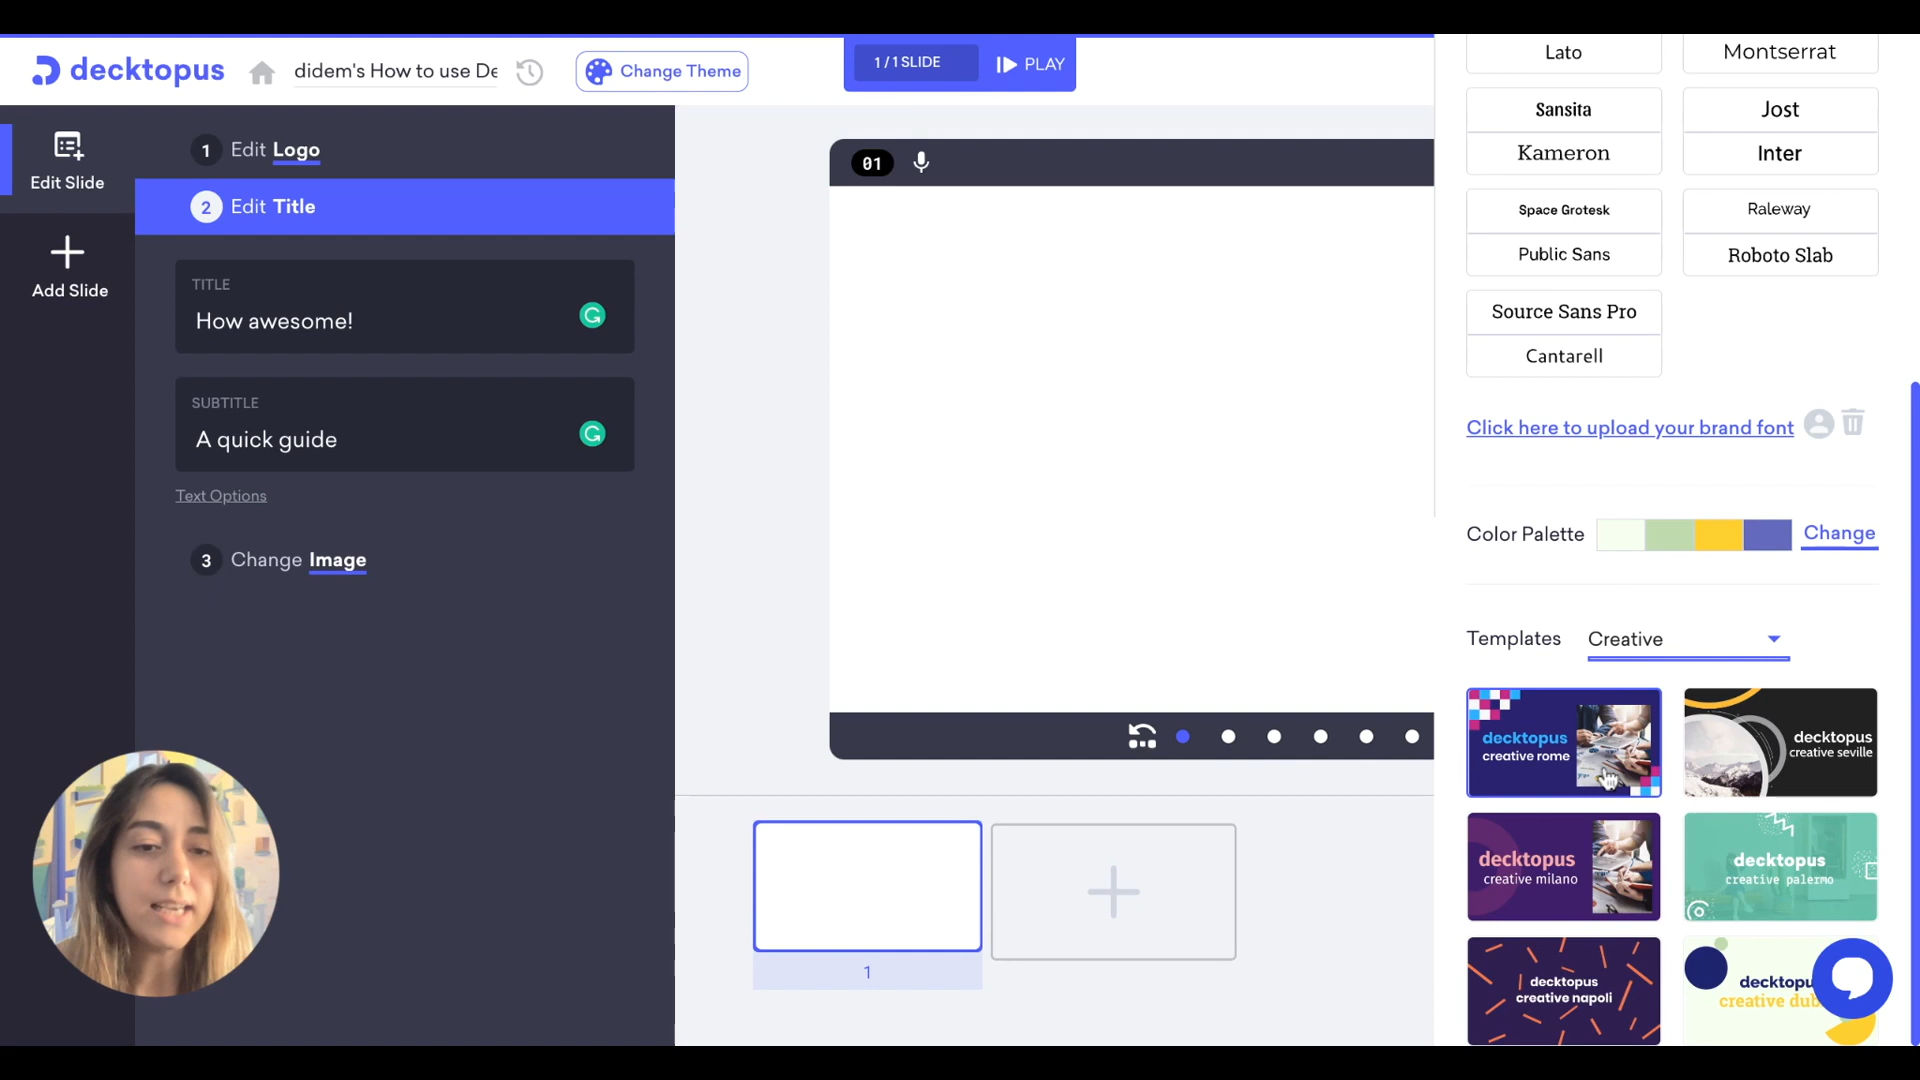 decktopus
didem's How to use De
Change Theme
1 / 1 SLIDE
PLAY
Edit Slide
Add Slide
1 Edit Logo
2 Edit Title
TITLE
How awesome!
SUBTITLE
A quick guide
Text Options
3 Change Image
01
1
Lato
Montserrat
Sansita
Kameron
Jost
Inter
Space Grotesk
Public Sans
Raleway
Roboto Slab
Source Sans Pro
Cantarell
Click here to upload your brand font
Color Palette
Change
Templates
Creative
decktopus
creative rome
decktopus
creative seville
decktopus
creative milano
decktopus
creative palermo
decktopus
creative napoli
decktopu
creative dub